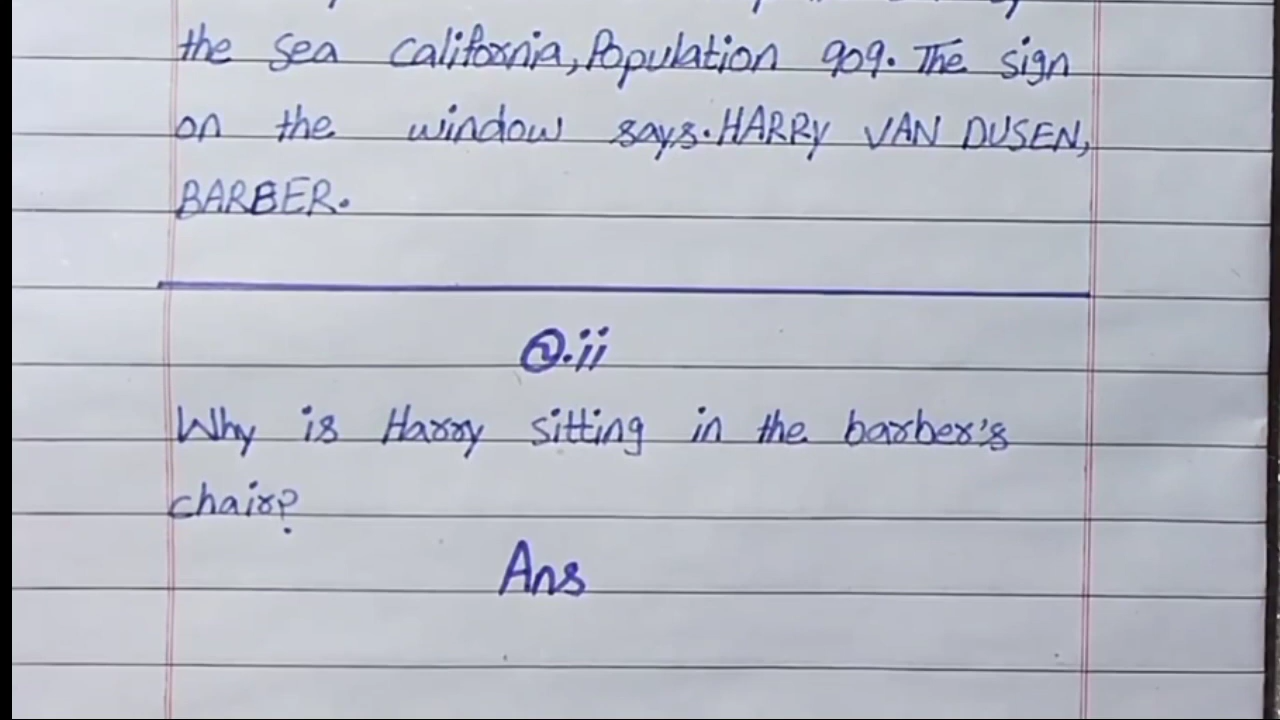 the sea california, Population 909. The sign
on the window says. HARRY VAN DUSEN,
BARBER.
Q.ii
Why is Harry sitting in the barber's
chair?
Ans